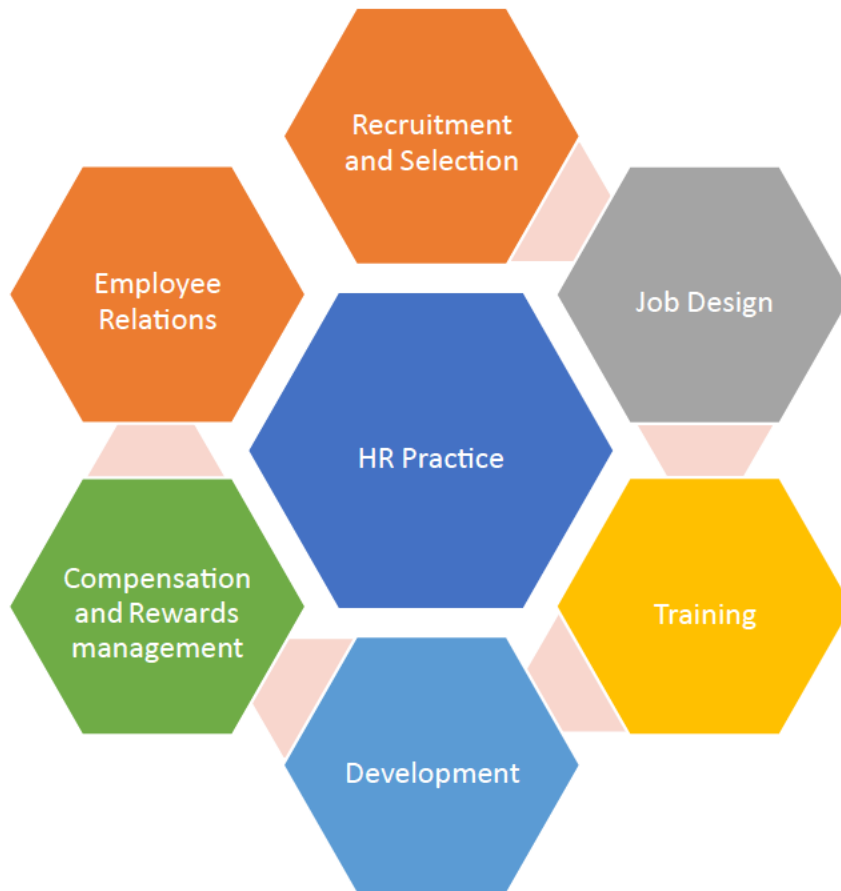 Recruitment
and Selection
Job Design
Training
Development
Compensation
and Rewards
management
Employee
Relations
HR Practice